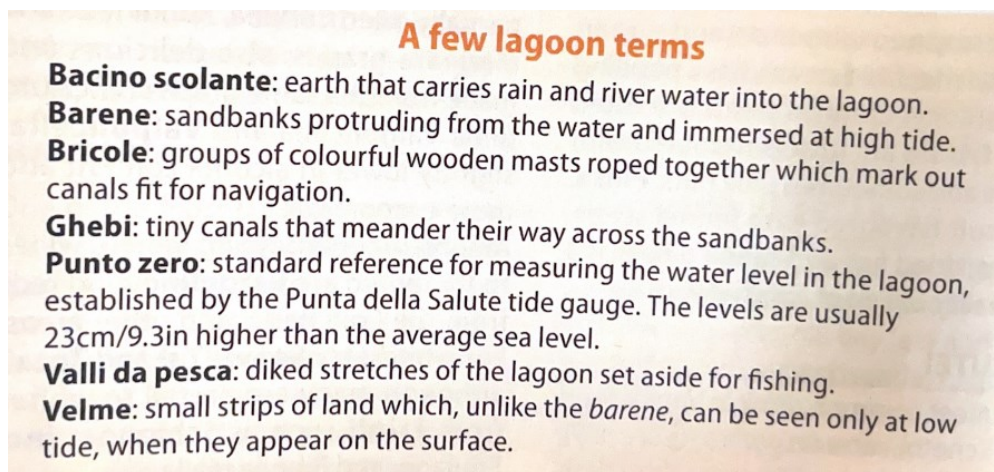 A few lagoon terms
Bacino scolante: earth that carries rain and river water into the lagoon.
Barene: sandbanks protruding from the water and immersed at high tide.
Bricole: groups of colourful wooden masts roped together which mark out
canals fit for navigation.
Ghebi: tiny canals that meander their way across the sandbanks.
Punto zero: standard reference for measuring the water level in the lagoon,
established by the Punta della Salute tide gauge. The levels are usually
23cm/9.3in higher than the average sea level.
Valli da pesca: diked stretches of the lagoon set aside for fishing.
Velme: small strips of land which, unlike the barene, can be seen only at low
tide, when they appear on the surface.